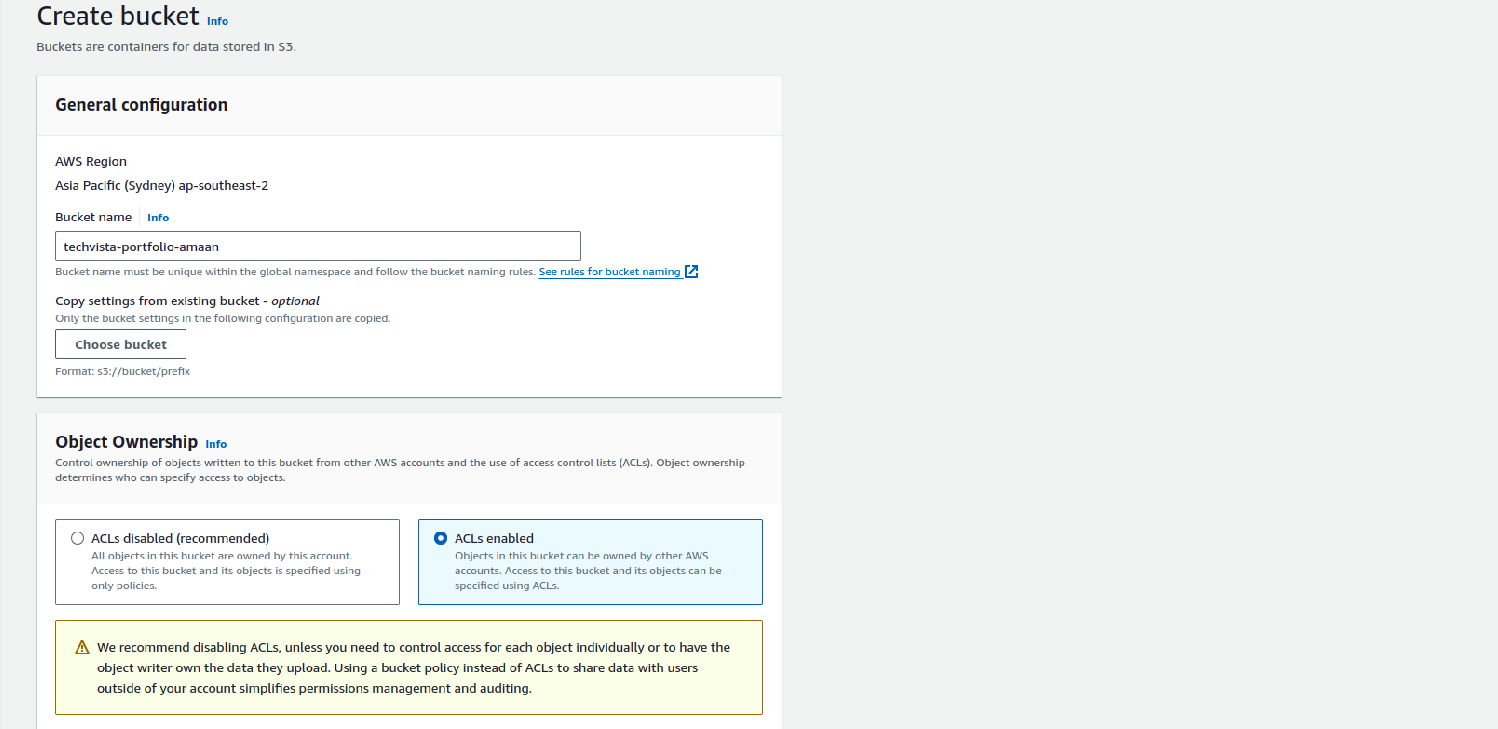 Create bucket Info
Buckets are containers for data stored in S3.
General configuration
AWS Region
Asia Pacific (Sydney) ap-southeast-2
Bucket name Info
techvista-portfolio-amaan
Bucket name must be unique within the global namespace and follow the bucket naming rules. See rules for bucket naming
Copy settings from existing bucket - optional
Only the bucket settings in the following configuration are copied.
Choose bucket
Format: s3://bucket/prefix
Object Ownership Info
Control ownership of objects written to this bucket from other AWS accounts and the use of access control lists (ACLs). Object ownership
determines who can specify access to objects.
ACLs disabled (recommended)
All objects in this bucket are owned by this account.
Access to this bucket and its objects is specified using
only policies.
ACLs enabled
Objects in this bucket can be owned by other AWS
accounts. Access to this bucket and its objects can be
specified using ACLs.
We recommend disabling ACLs, unless you need to control access for each object individually or to have the
object writer own the data they upload. Using a bucket policy instead of ACLs to share data with users
outside of your account simplifies permissions management and auditing.